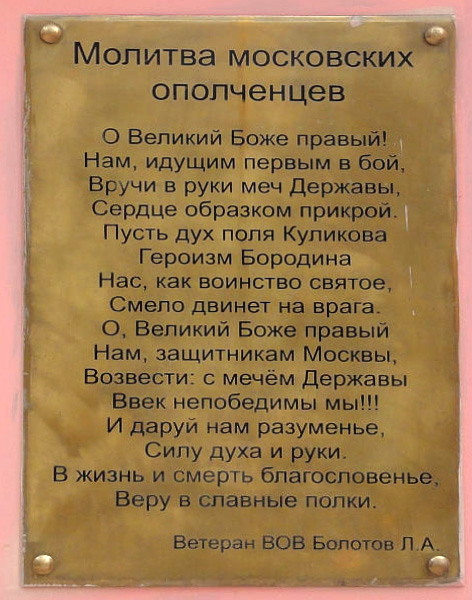 Молитва московских
ополченцев
О Великий Боже правый!
Нам, идущим первым в бой,
Вручи в руки меч Державы,
Сердце образком прикрой.
Пусть дух поля Куликова
Героизм Бородина
Нас, как воинство святое,
Смело двинет на врага.
О, Великий Боже правый
Нам, защитникам Москвы,
Возвести: с мечём Державы
Ввек непобедимы мы!!!
И даруй нам разуменье,
Силу духа и руки.
В жизнь и смерть благословенье,
Веру в славные полки.
Ветеран ВОВ Болотов Л.А.